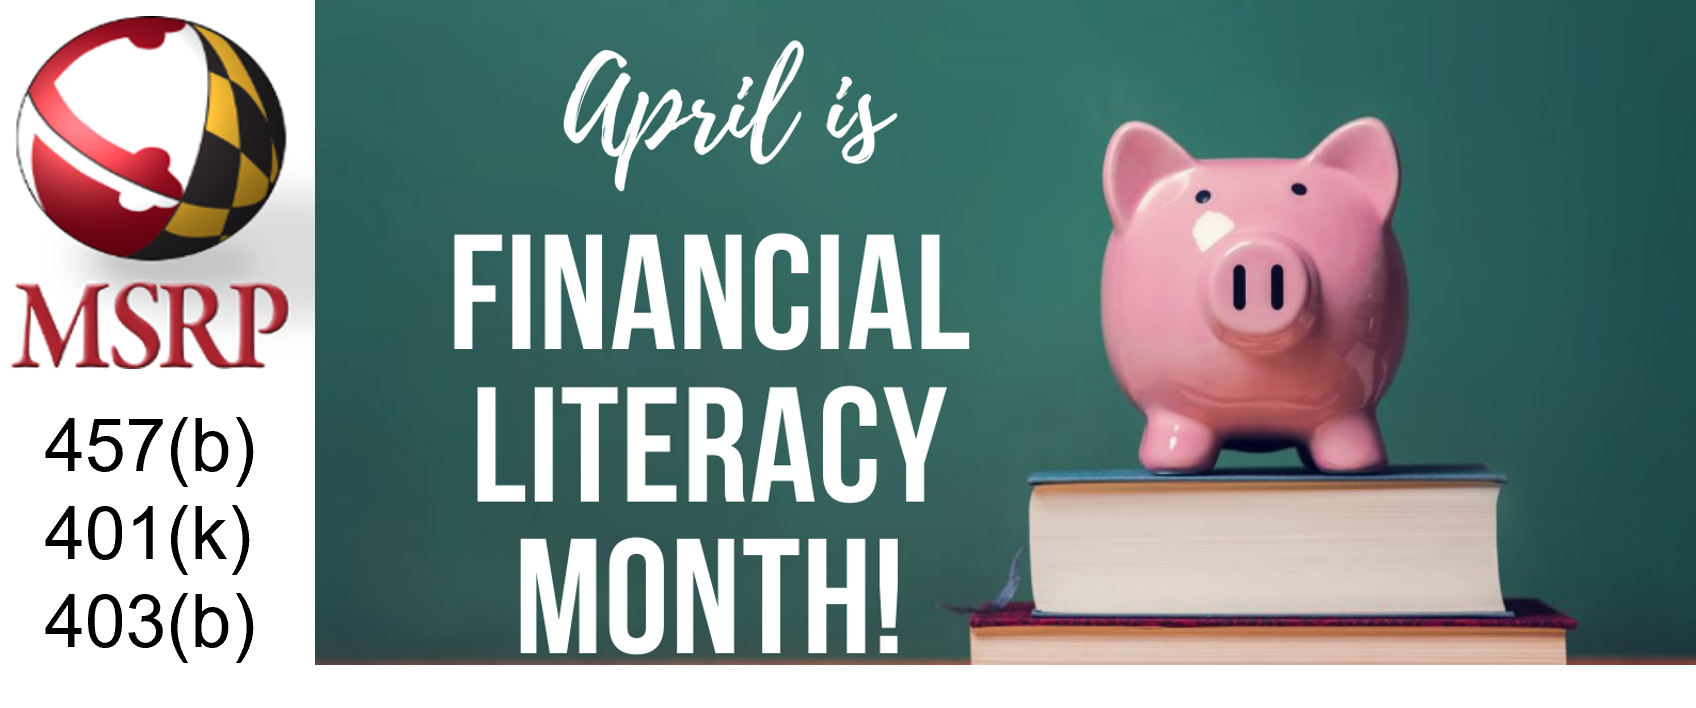 MSRP
457(b)
401(k)
403(b)
April is
FINANCIAL
LITERACY
MONTH!